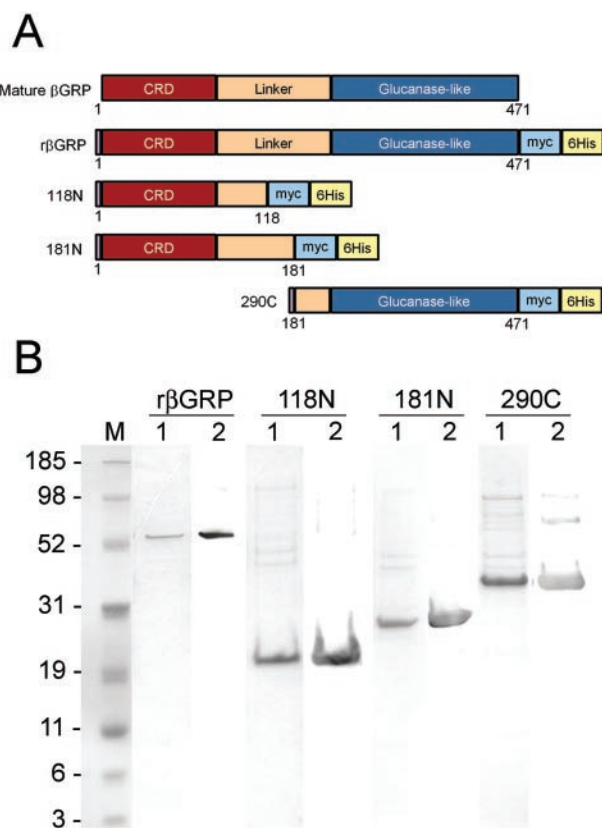 A
Mature βGRP CRD Linker Glucanase-like
1 471
rβGRP CRD Linker Glucanase-like myc 6His
1 471
118N CRD myc 6His
1 118
181N CRD myc 6His
1 181
290C Glucanase-like myc 6His
181 471
B
rβGRP 118N 181N 290C
M 1 2 1 2 1 2 1 2
185 -
98 -
52 -
31 -
19 -
11 -
6 -
3 -